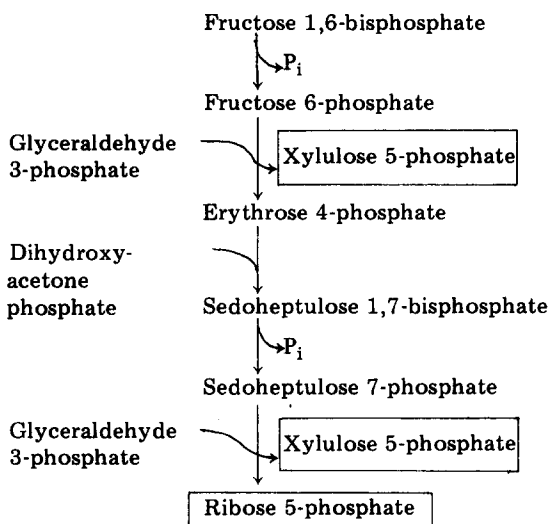 Fructose 1,6-bisphosphate
Pi
Fructose 6-phosphate
Glyceraldehyde
3-phosphate
Xylulose 5-phosphate
Erythrose 4-phosphate
Dihydroxy-
acetone
phosphate
Sedoheptulose 1,7-bisphosphate
Pi
Sedoheptulose 7-phosphate
Glyceraldehyde
3-phosphate
Xylulose 5-phosphate
Ribose 5-phosphate